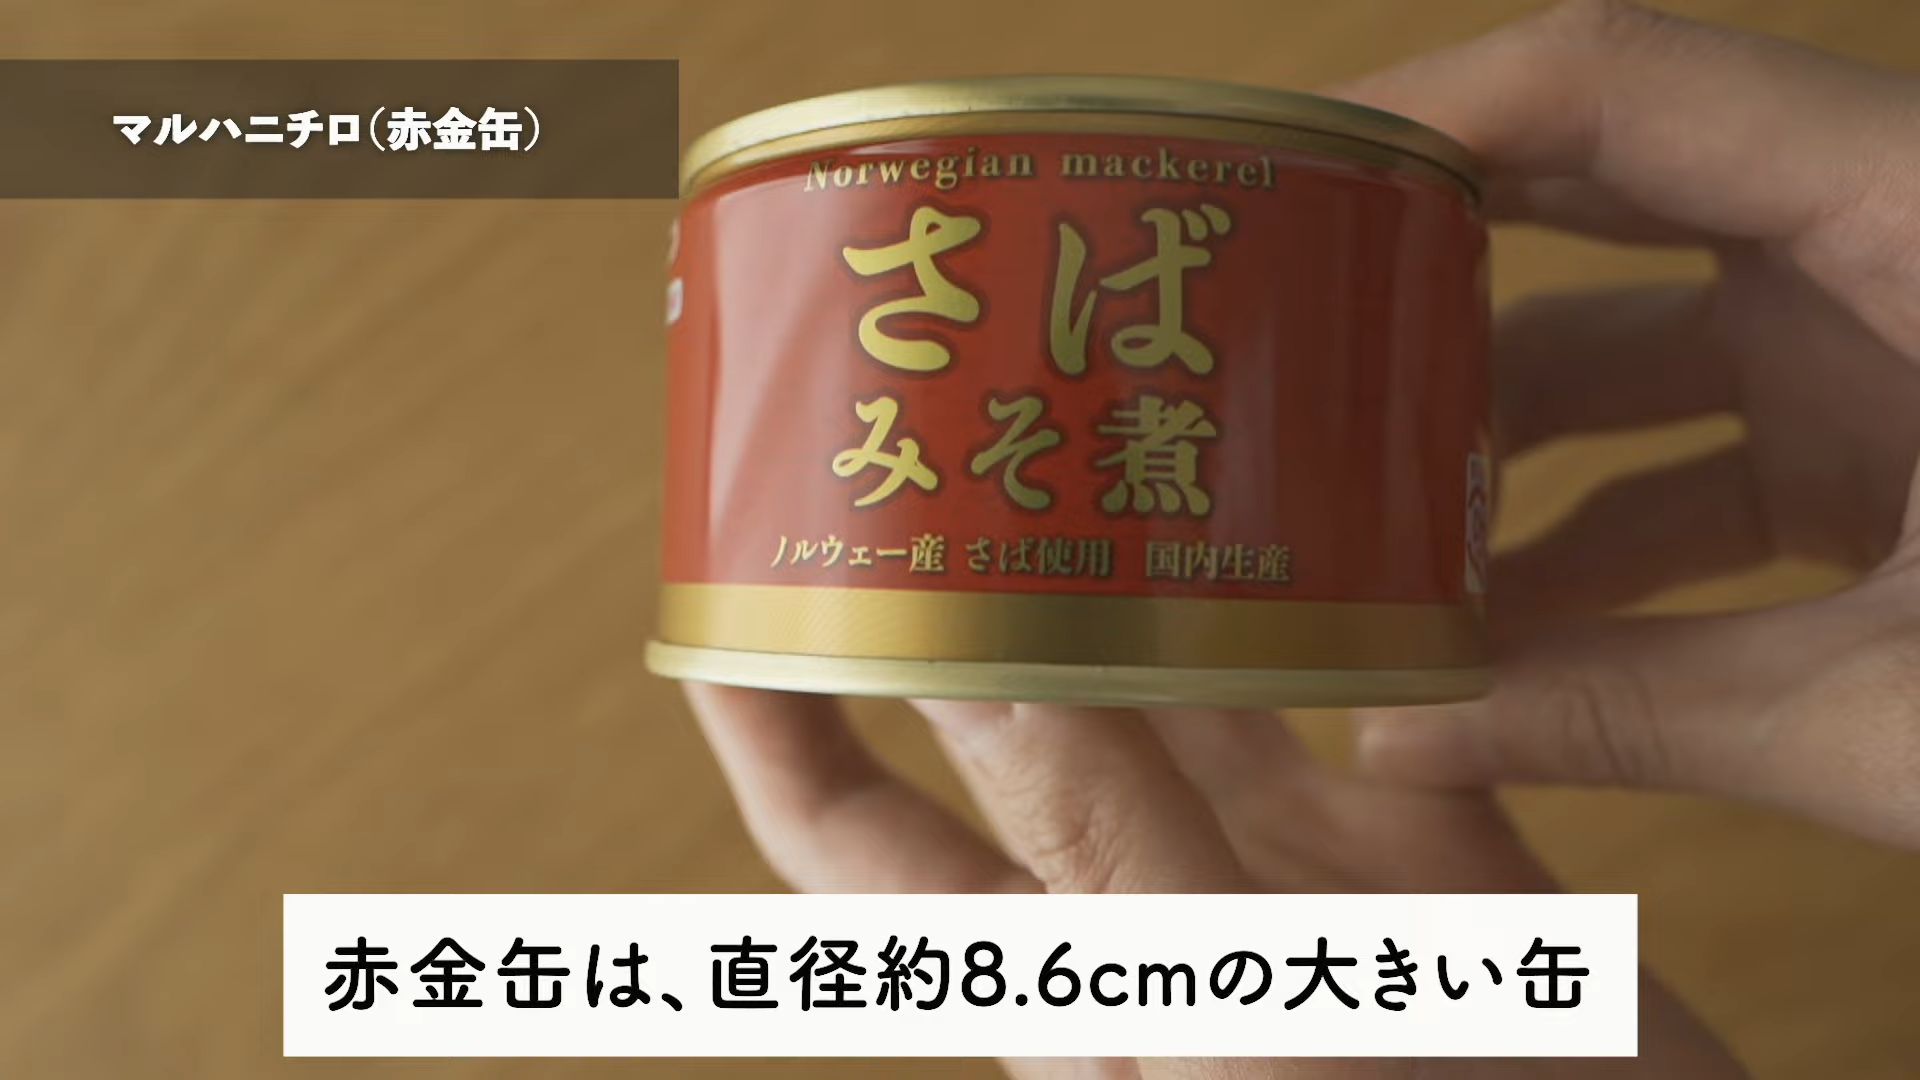 マルハニチロ（赤金缶）
Norwegian mackerel
さば
みそ煮
ノルウェー産 さば使用 国内生産
赤金缶は、直径約8.6cmの大きい缶